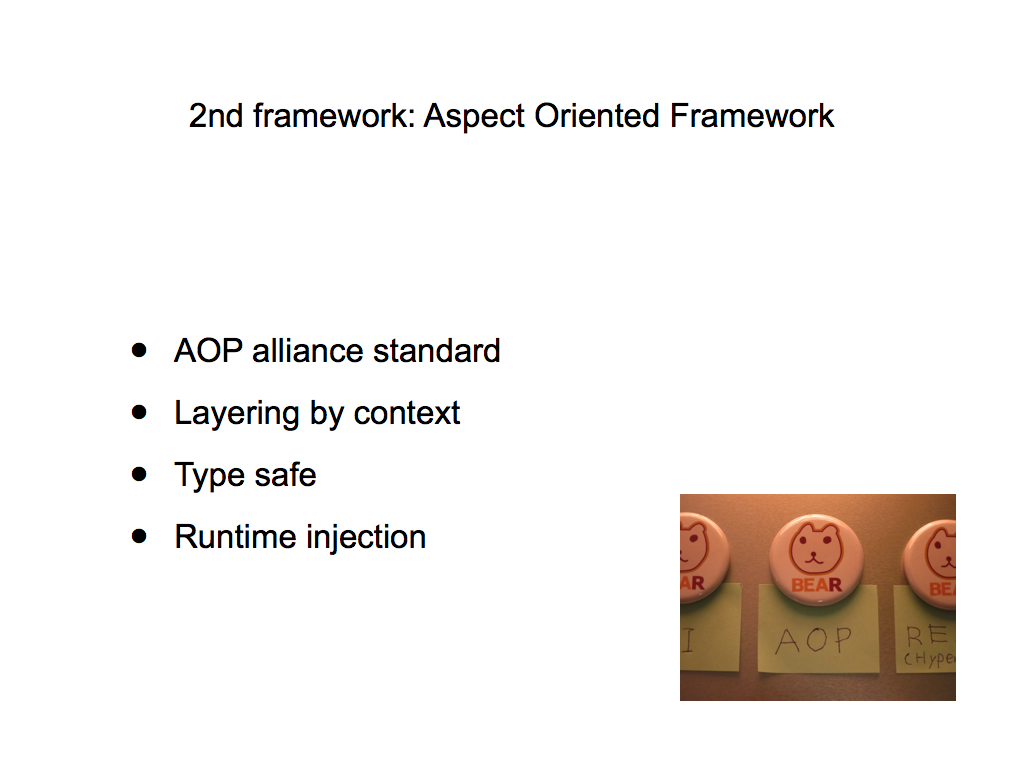 2nd framework: Aspect Oriented Framework
• AOP alliance standard
• Layering by context
• Type safe
• Runtime injection
AR BEAR BE
I AOP RE
(Hype